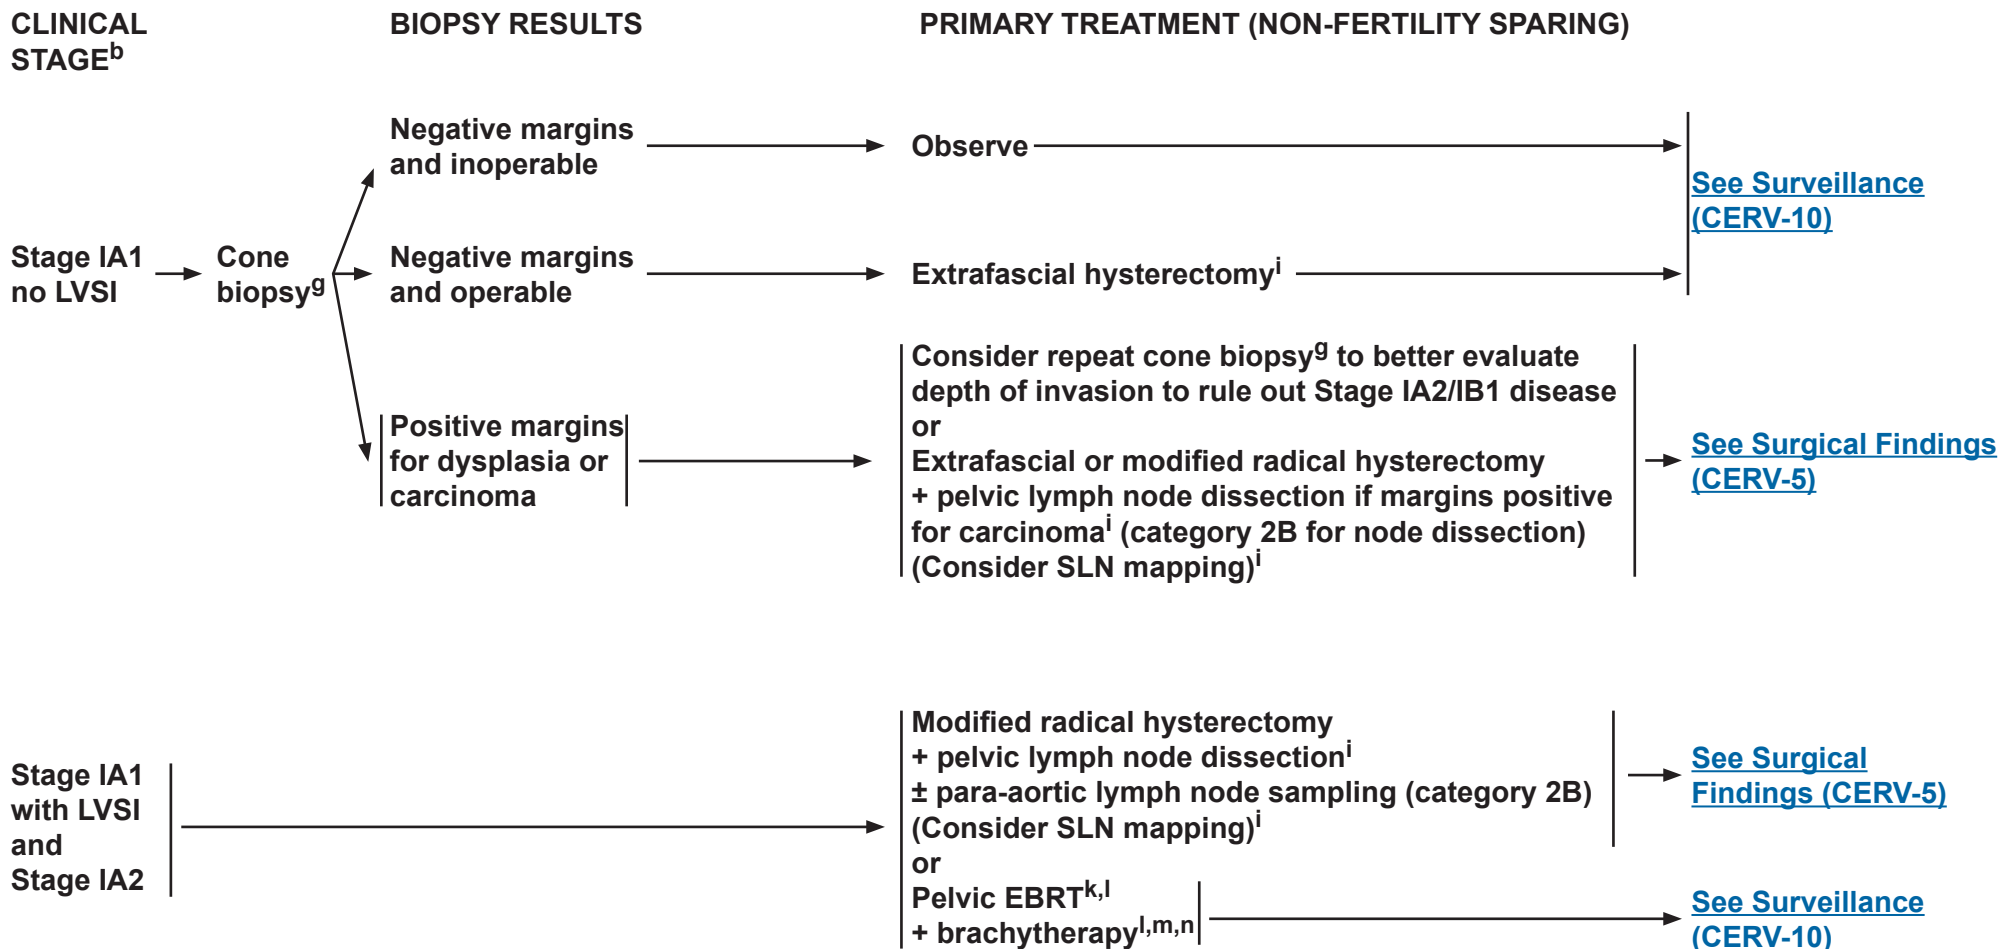 CLINICAL
STAGEb
BIOPSY RESULTS
PRIMARY TREATMENT (NON-FERTILITY SPARING)
Stage IA1
no LVSI
Cone
biopsyg
Negative margins
and inoperable
Observe
See Surveillance
(CERV-10)
Negative margins
and operable
Extrafascial hysterectomyi
Positive margins
for dysplasia or
carcinoma
Consider repeat cone biopsyg to better evaluate
depth of invasion to rule out Stage IA2/IB1 disease
or
Extrafascial or modified radical hysterectomy
+ pelvic lymph node dissection if margins positive
for carcinomai (category 2B for node dissection)
(Consider SLN mapping)i
See Surgical Findings
(CERV-5)
Stage IA1
with LVSI
and
Stage IA2
Modified radical hysterectomy
+ pelvic lymph node dissectioni
± para-aortic lymph node sampling (category 2B)
(Consider SLN mapping)i
or
Pelvic EBRTk,l
+ brachytherapyl,m,n
See Surgical
Findings (CERV-5)
See Surveillance
(CERV-10)